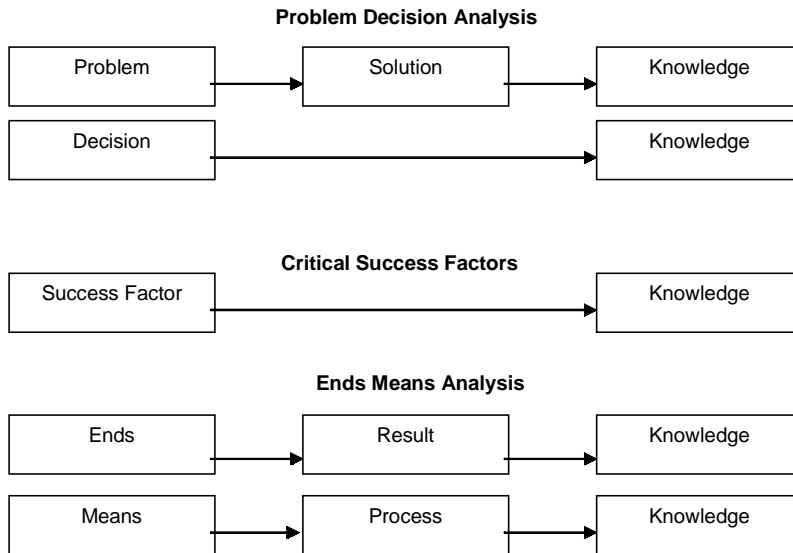 Problem Decision Analysis
Problem Solution Knowledge
Decision Knowledge
Critical Success Factors
Success Factor Knowledge
Ends Means Analysis
Ends Result Knowledge
Means Process Knowledge